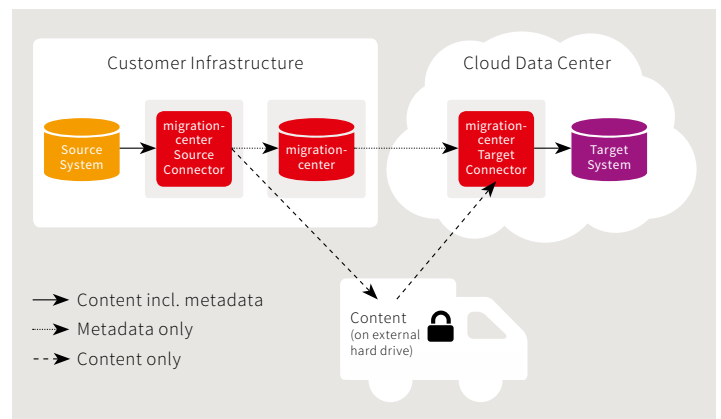 Customer Infrastructure
Cloud Data Center
Source
System
migration-
center
Source
Connector
migration-
center
migration-
center
Target
Connector
Target
System
Content incl. metadata
Metadata only
Content only
Content
(on external
hard drive)